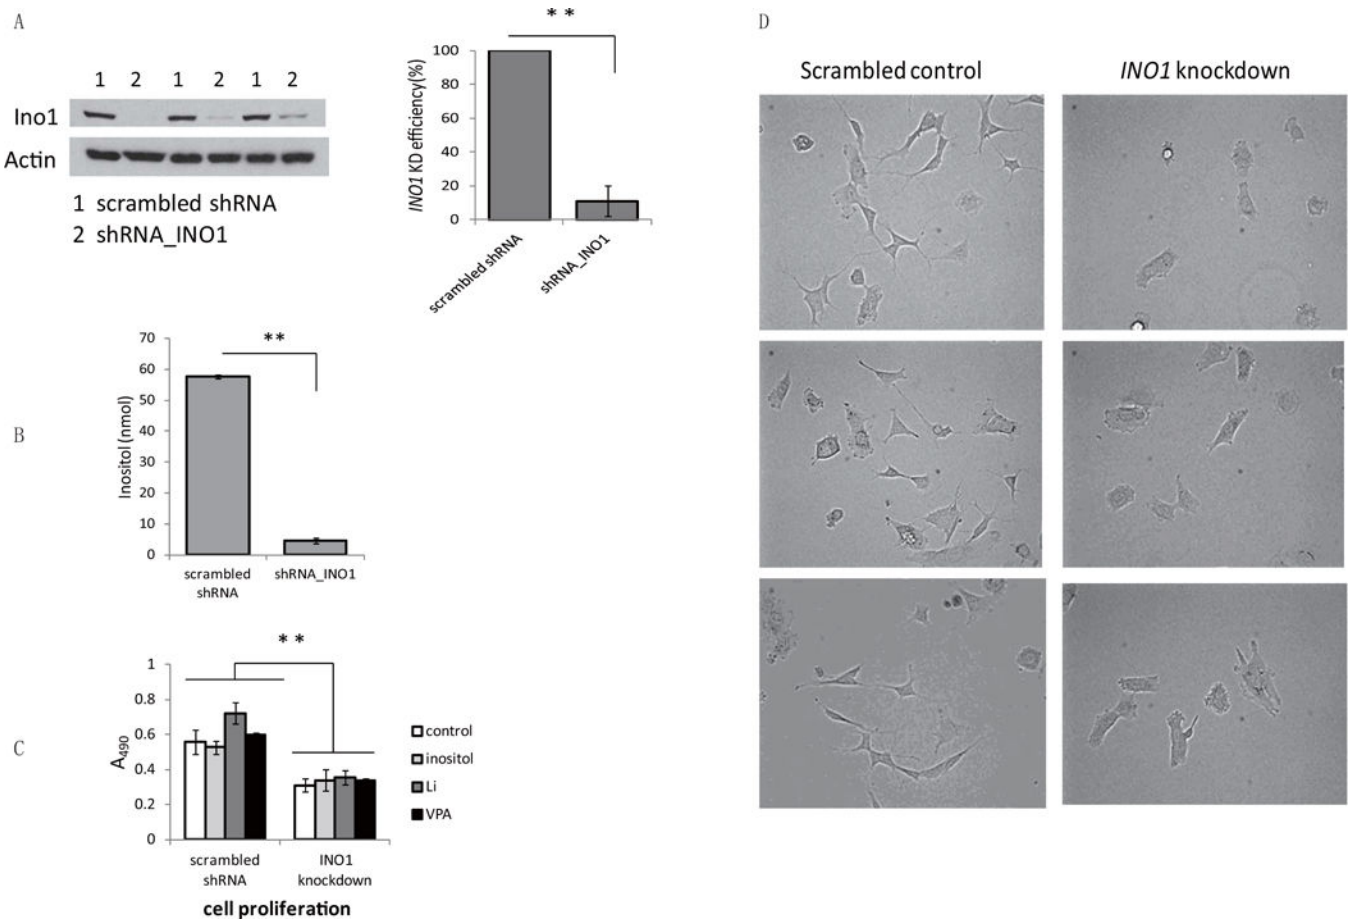 A
1 2 1 2 1 2
Ino1
Actin
1 scrambled shRNA
2 shRNA_INO1
* *
INO1 KD efficiency(%)
100
80
60
40
20
0
scrambled shRNA
shRNA_INO1
B
**
Inositol (nmol)
70
60
50
40
30
20
10
0
scrambled
shRNA
shRNA_INO1
C
* *
A490
1
0.8
0.6
0.4
0.2
0
control
inositol
Li
VPA
scrambled
shRNA
INO1
knockdown
cell proliferation
D
Scrambled control
INO1 knockdown